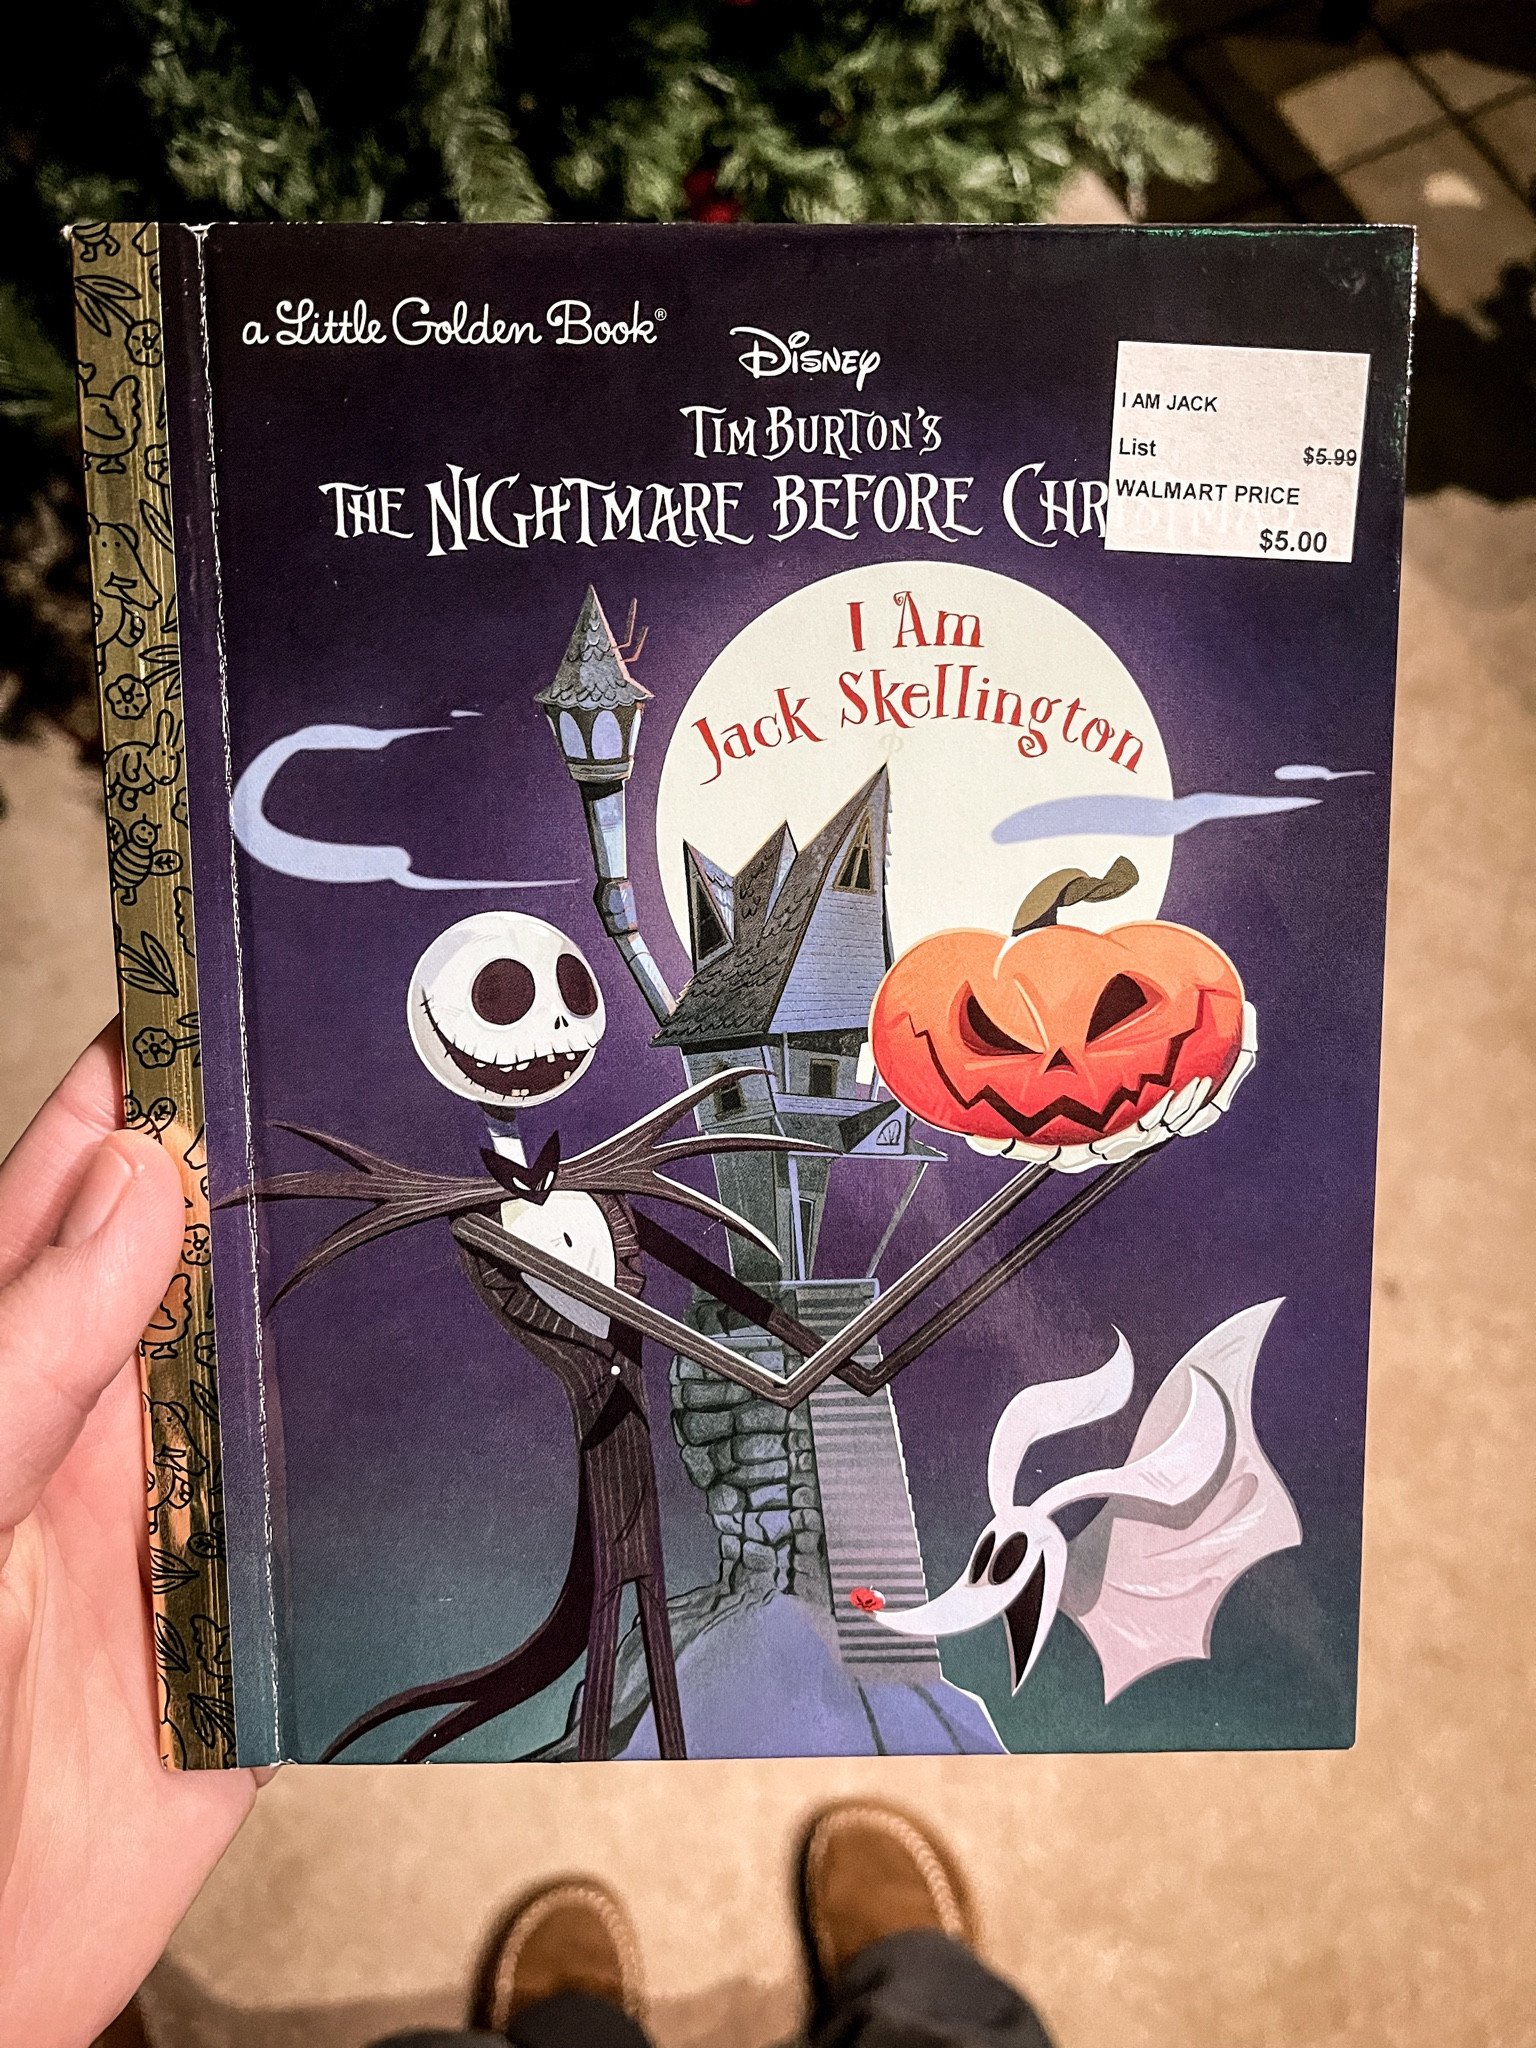 a Little Golden Book®
Disney
Tim Burton's
The Nightmare Before Christmas
I AM JACK
List $5.99
WALMART PRICE
$5.00
I Am
Jack Skellington